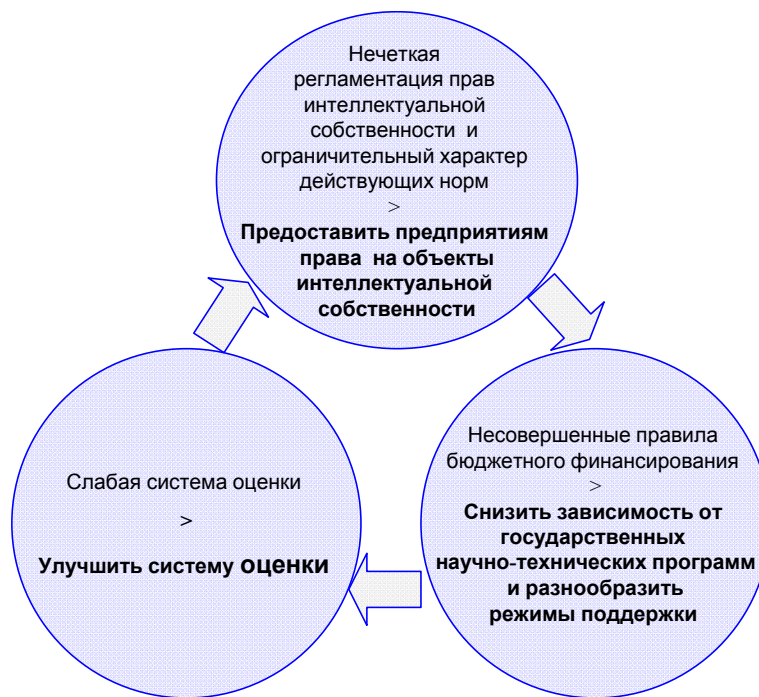 Нечеткая
регламентация прав
интеллектуальной
собственности и
ограничительный характер
действующих норм
>
Предоставить предприятиям
права на объекты
интеллектуальной
собственности
Несовершенные правила
бюджетного финансирования
>
Снизить зависимость от
государственных
научно-технических программ
и разнообразить
режимы поддержки
Слабая система оценки
>
Улучшить систему оценки